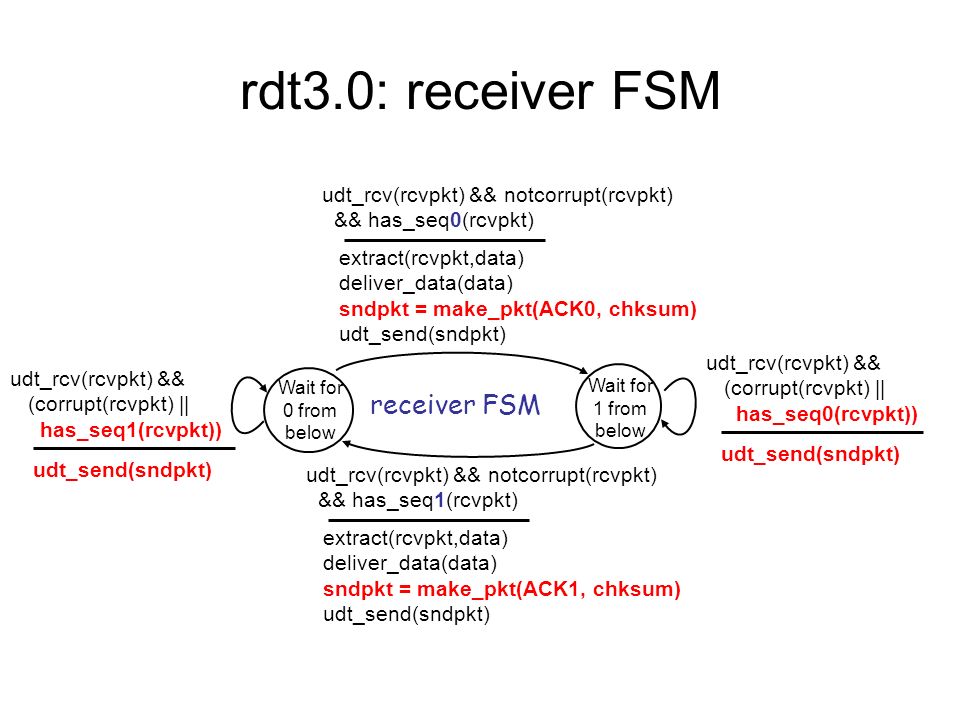 rdt3.0: receiver FSM
udt_rcv(rcvpkt) && notcorrupt(rcvpkt)
&& has_seq0(rcvpkt)
extract(rcvpkt,data)
deliver_data(data)
sndpkt = make_pkt(ACK0, chksum)
udt_send(sndpkt)
udt_rcv(rcvpkt) &&
(corrupt(rcvpkt) ||
has_seq1(rcvpkt))
udt_send(sndpkt)
Wait for
0 from
below
receiver FSM
Wait for
1 from
below
udt_rcv(rcvpkt) &&
(corrupt(rcvpkt) ||
has_seq0(rcvpkt))
udt_send(sndpkt)
udt_rcv(rcvpkt) && notcorrupt(rcvpkt)
&& has_seq1(rcvpkt)
extract(rcvpkt,data)
deliver_data(data)
sndpkt = make_pkt(ACK1, chksum)
udt_send(sndpkt)